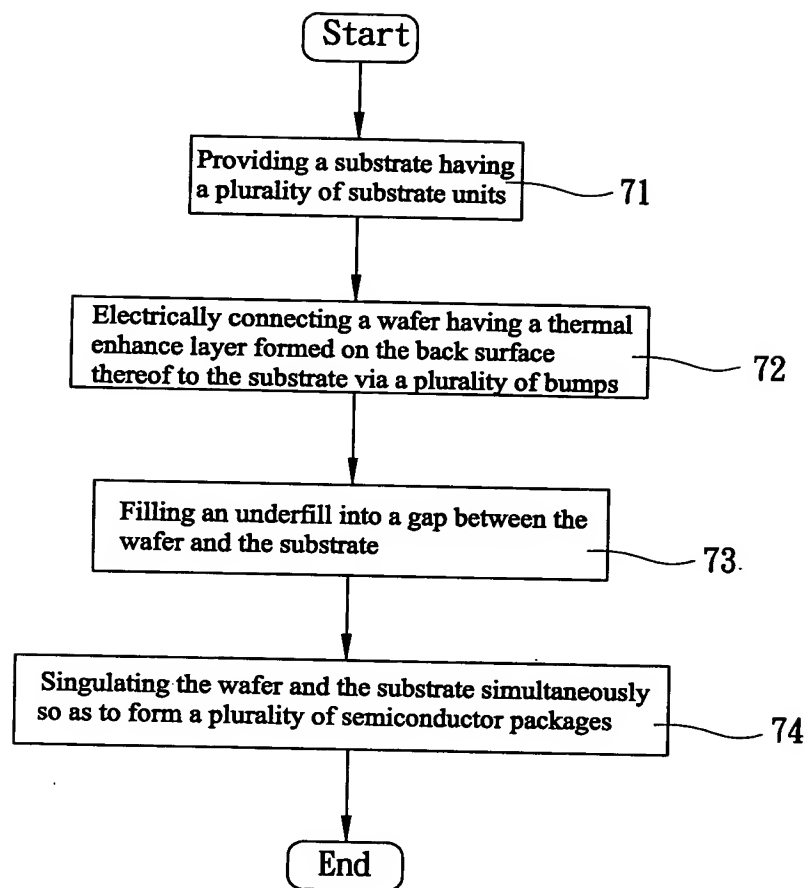 Start
Providing a substrate having
a plurality of substrate units
71
Electrically connecting a wafer having a thermal
enhance layer formed on the back surface
thereof to the substrate via a plurality of bumps
72
Filling an underfill into a gap between the
wafer and the substrate
73.
Singulating the wafer and the substrate simultaneously
so as to form a plurality of semiconductor packages
74
End